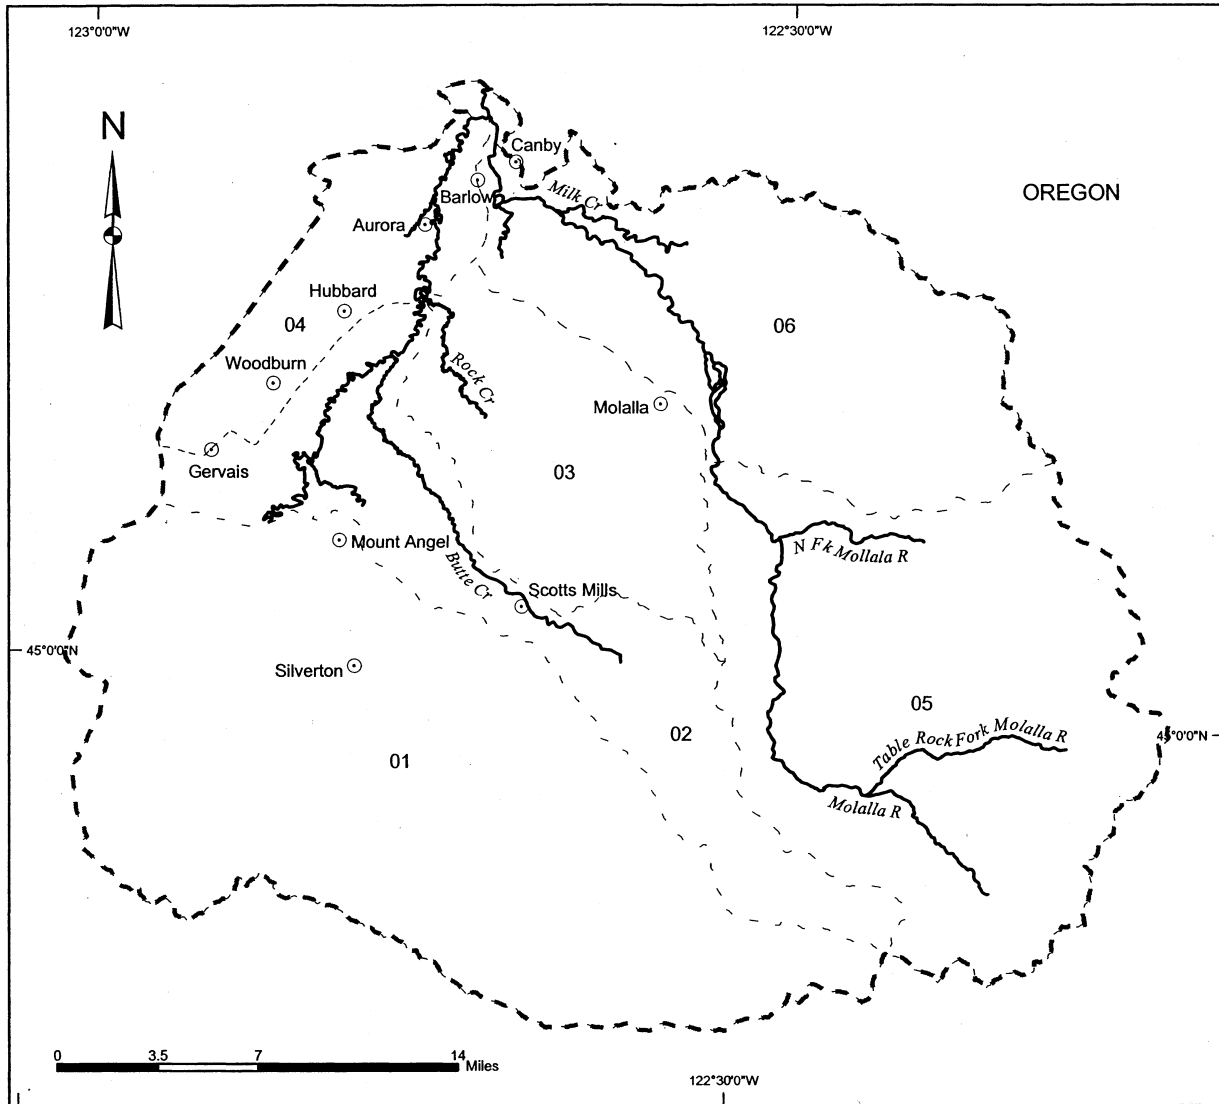 123°0'0"W
122°30'0"W
N
OREGON
Canby
Barlow
Milk Cr
Aurora
Hubbard
04
06
Woodburn
Rock Cr
Molalla
Gervais
03
Mount Angel
N Fk Mollala R
Butte Cr
Scotts Mills
45°0'0"N
Silverton
05
02
Table Rock Fork Molalla R
45°0'0"N
01
Molalla R
0 3.5 7 14
Miles
122°30'0"W